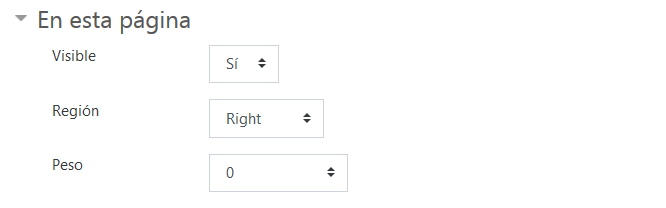 En esta página
Visible Sí
Región Right
Peso 0